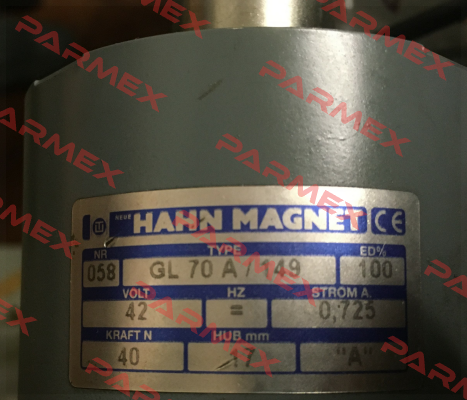 HAHN MAGNET CE
NR TYPE ED%
058 GL 70 A / 149 100
VOLT HZ STROM A.
42 = 0,725
KRAFT N HUB mm
40 17 "A"
PARMEX
PARMEX
PARMEX
PARMEX
PARMEX
PARMEX
PARMEX